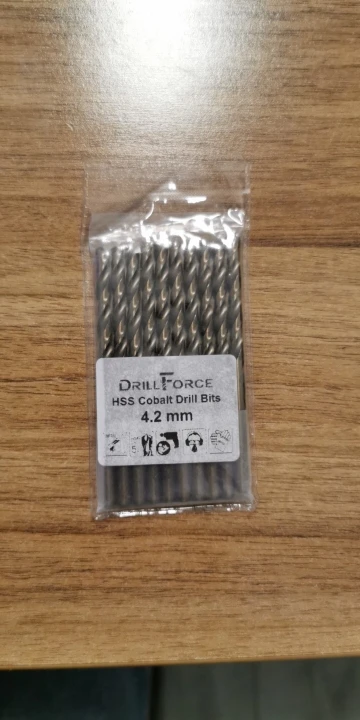 DRILLFORCE
HSS Cobalt Drill Bits
4.2 mm